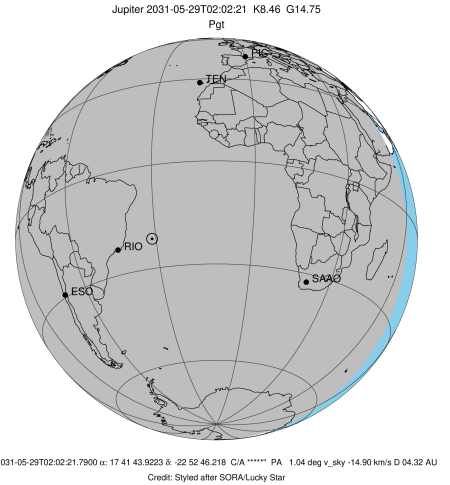 Jupiter 2031-05-29T02:02:21 K8.46 G14.75
Pgt
PIC
TEN
RIO
ESO
SAAO
031-05-29T02:02:21.7900 α: 17 41 43.9223 δ: -22 52 46.218 C/A *****" PA 1.04 deg v_sky -14.90 km/s D 04.32 AU
Credit: Styled after SORA/Lucky Star